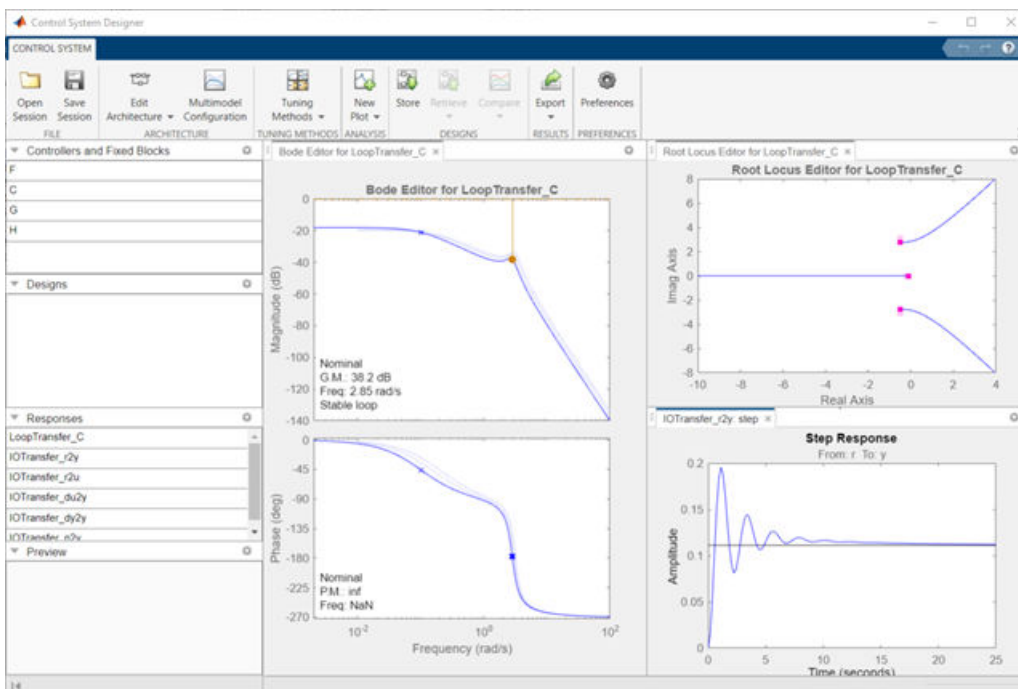 Control System Designer
CONTROL SYSTEM
Open Session
Save Session
Edit Architecture
Multimodel Configuration
Tuning Methods
New Plot
Store
Retrieve
Compare
Export
Preferences
FILE
ARCHITECTURE
TUNING METHODS
ANALYSIS
DESIGNS
RESULTS
PREFERENCES
Controllers and Fixed Blocks
F
C
G
H
Designs
Responses
LoopTransfer_C
IOTransfer_r2y
IOTransfer_r2u
IOTransfer_du2y
IOTransfer_dy2y
IOTransfer_n2y
Preview
Bode Editor for LoopTransfer_C
Bode Editor for LoopTransfer_C
Magnitude (dB)
0
-20
-40
-60
-80
-100
-120
-140
Nominal
G.M.: 38.2 dB
Freq: 2.85 rad/s
Stable loop
Phase (deg)
0
-45
-90
-135
-180
-225
-270
Nominal
P.M.: inf
Freq: NaN
10^-2
10^0
10^2
Frequency (rad/s)
Root Locus Editor for LoopTransfer_C
Root Locus Editor for LoopTransfer_C
Imag Axis
8
6
4
2
0
-2
-4
-6
-8
-10
-8
-6
-4
-2
0
2
4
Real Axis
IOTransfer_r2y: step
Step Response
From: r To: y
Amplitude
0.2
0.15
0.1
0.05
0
0
5
10
15
20
25
Time (seconds)